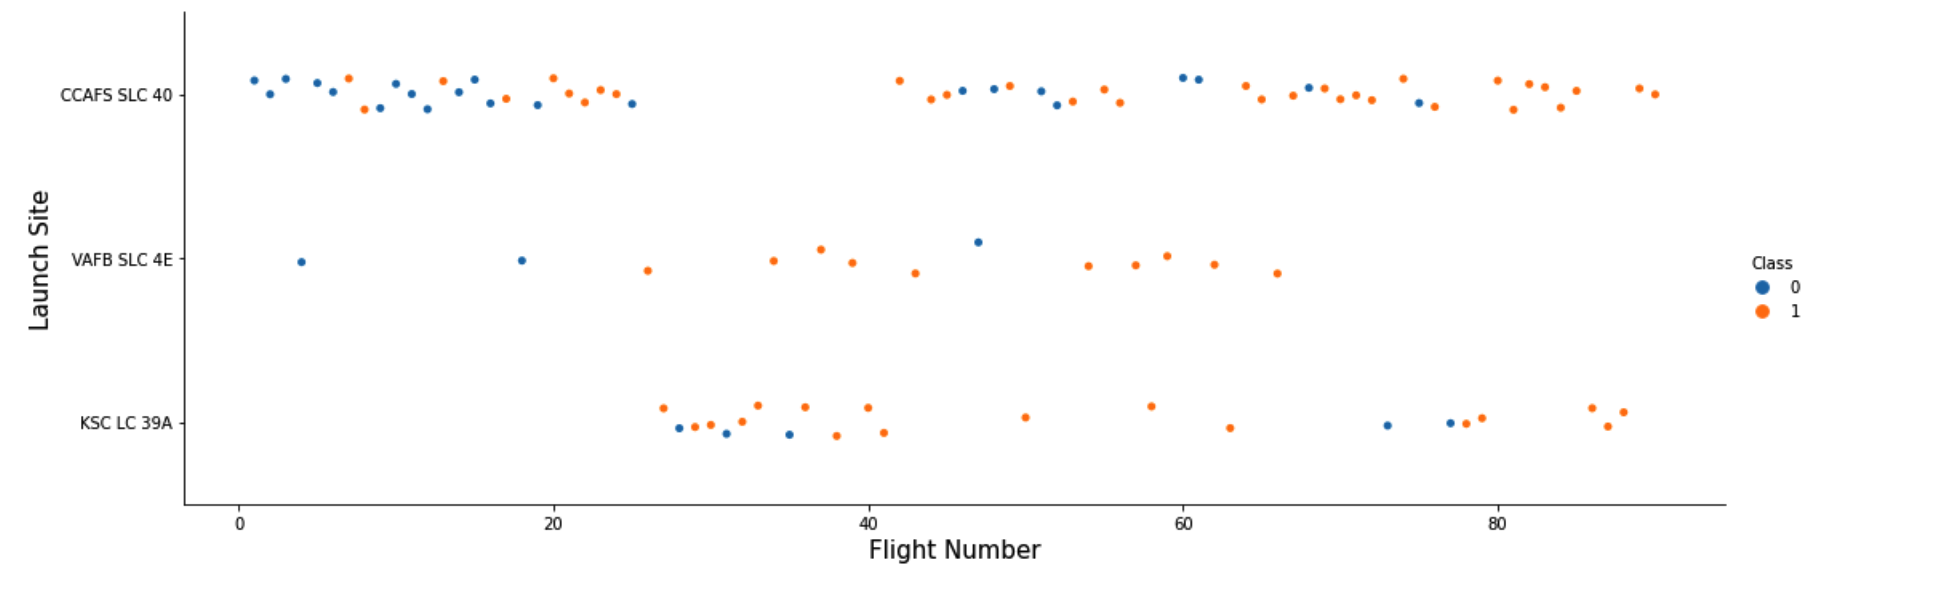 CCAFS SLC 40
VAFB SLC 4E
KSC LC 39A
Launch Site
0 20 40 60 80
Flight Number
Class
0
1